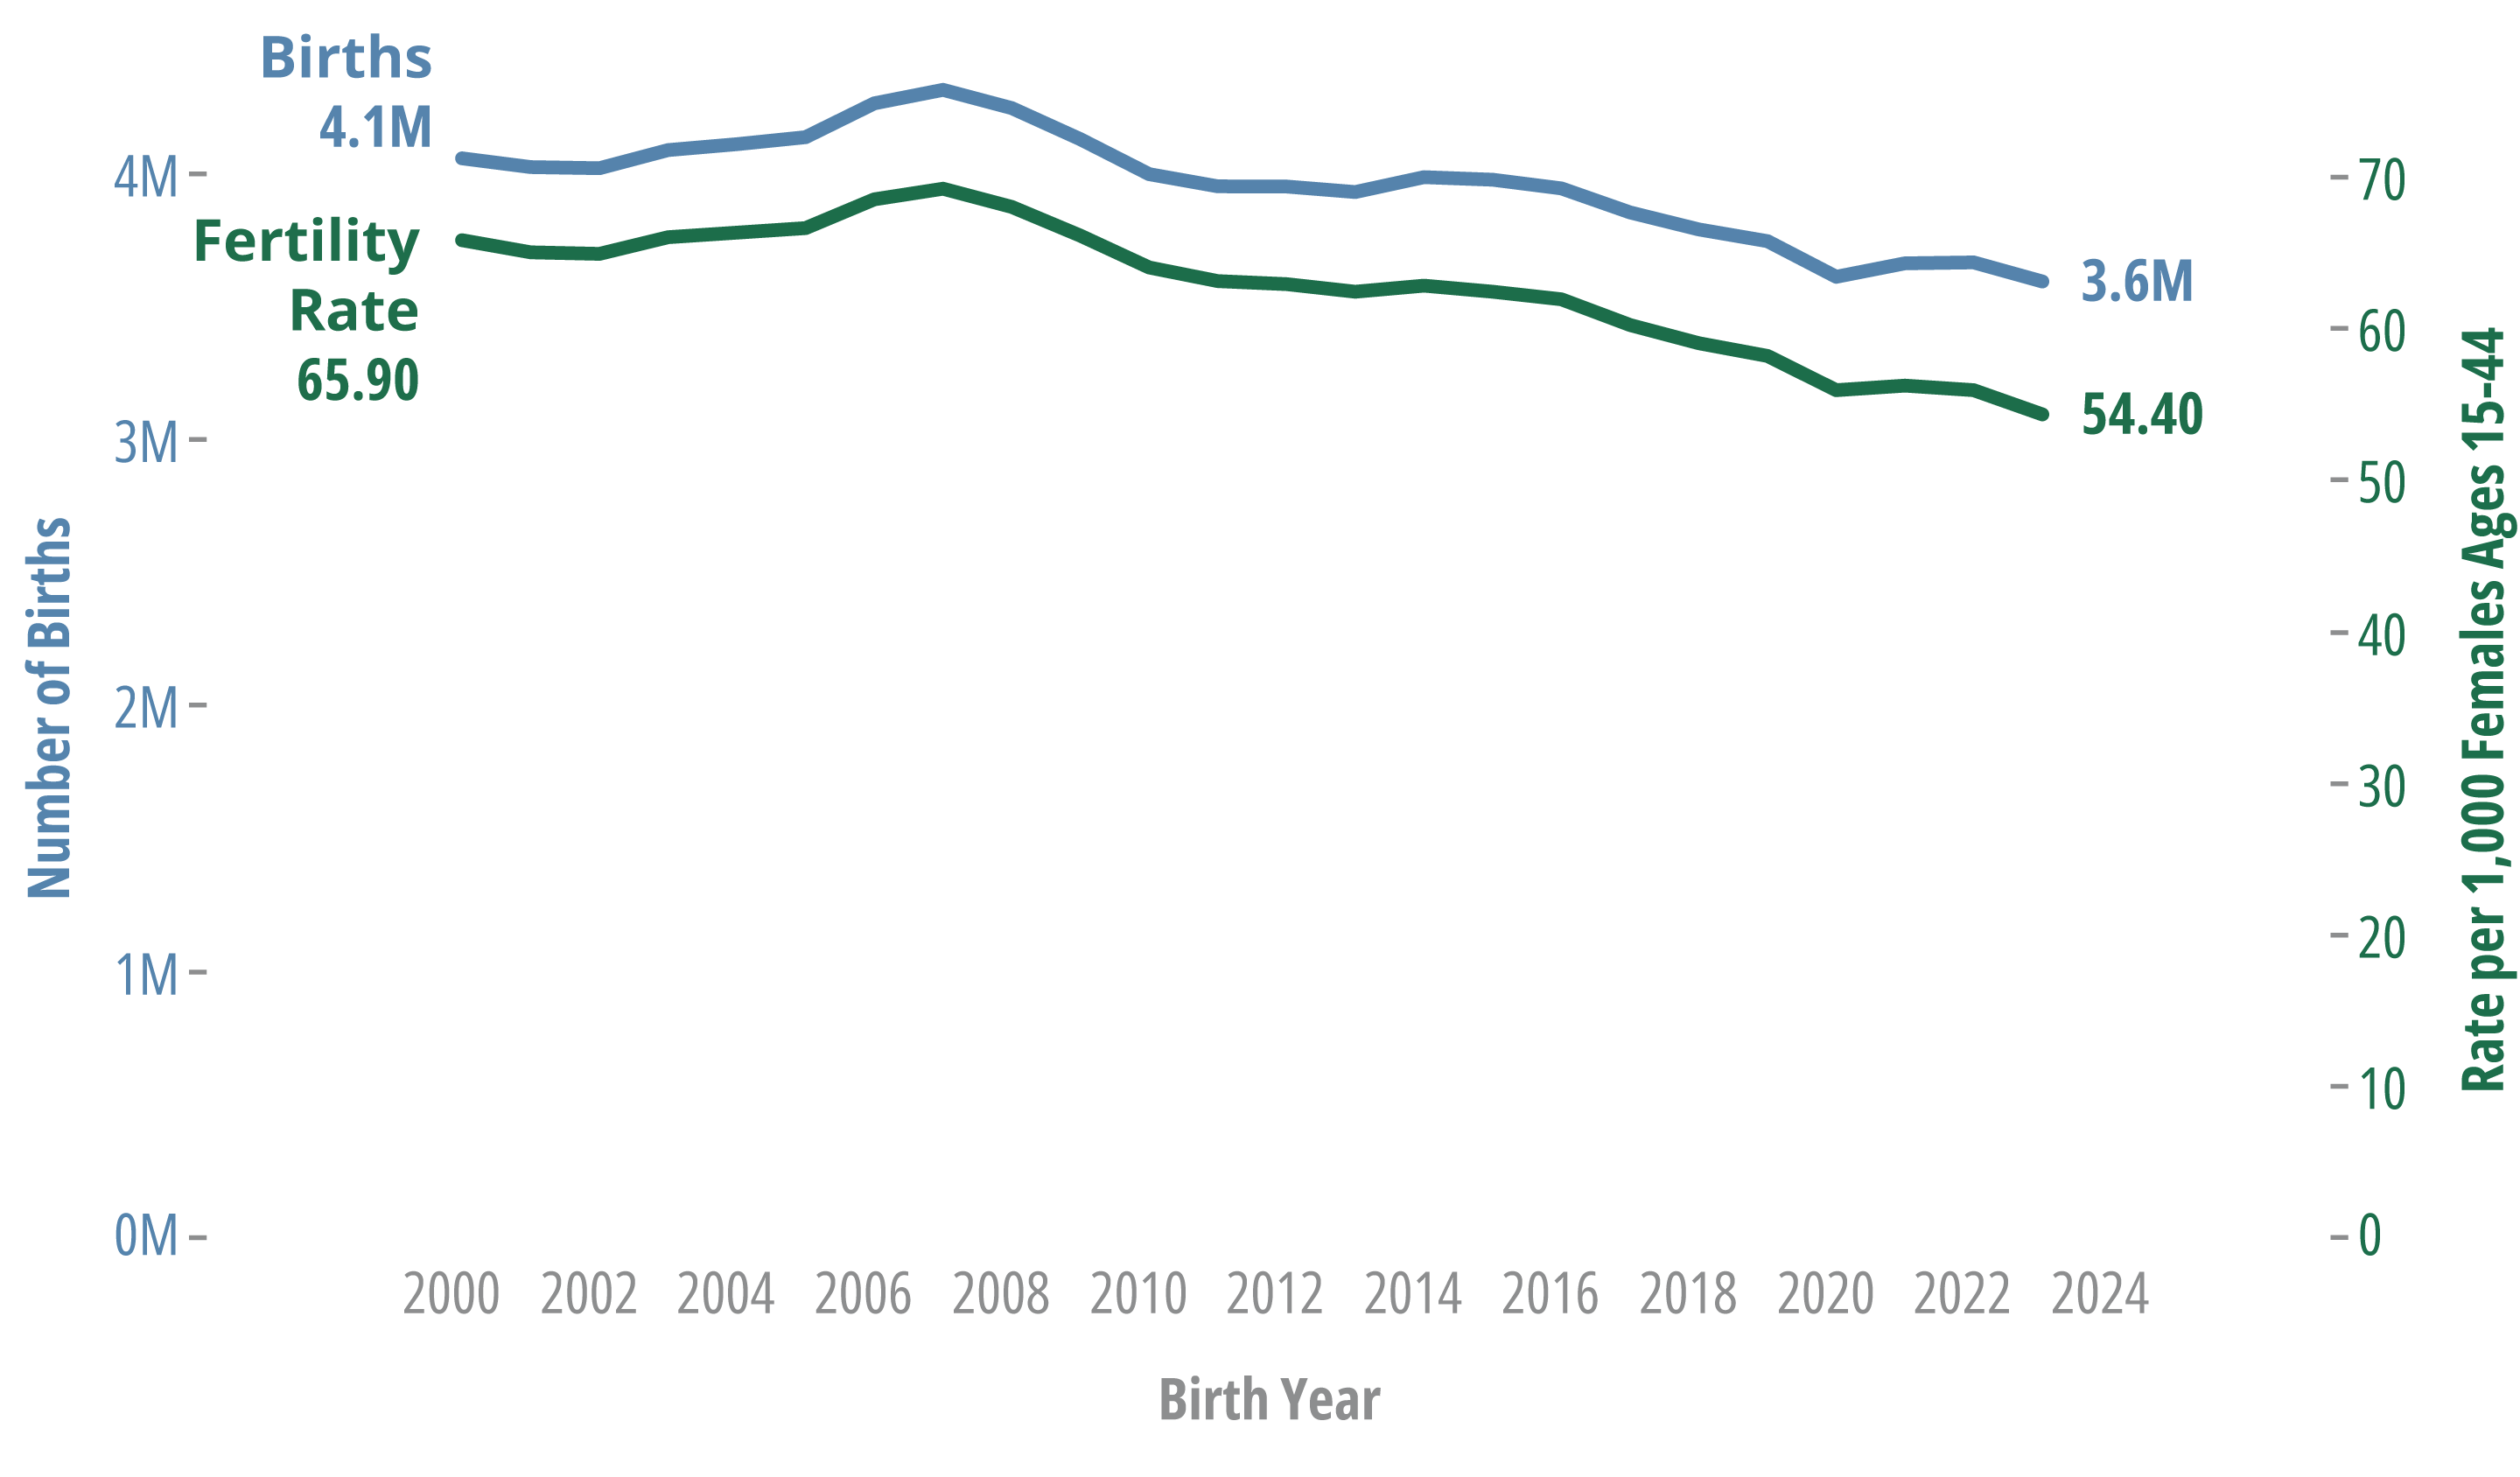 Births
4.1M
Fertility
Rate
65.90
3.6M
54.40
4M
3M
2M
1M
0M
Number of Births
70
60
50
40
30
20
10
0
Rate per 1,000 Females Ages 15-44
2000 2002 2004 2006 2008 2010 2012 2014 2016 2018 2020 2022 2024
Birth Year